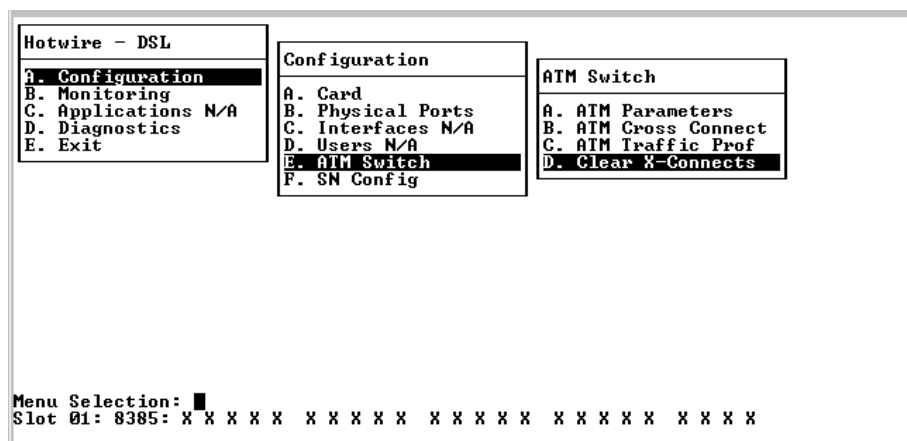 Hotwire - DSL
A. Configuration
B. Monitoring
C. Applications N/A
D. Diagnostics
E. Exit
Configuration
A. Card
B. Physical Ports
C. Interfaces N/A
D. Users N/A
E. ATM Switch
F. SN Config
ATM Switch
A. ATM Parameters
B. ATM Cross Connect
C. ATM Traffic Prof
D. Clear X-Connects
Menu Selection:
Slot 01: 8385: X X X X X  X X X X X  X X X X X  X X X X X  X X X X